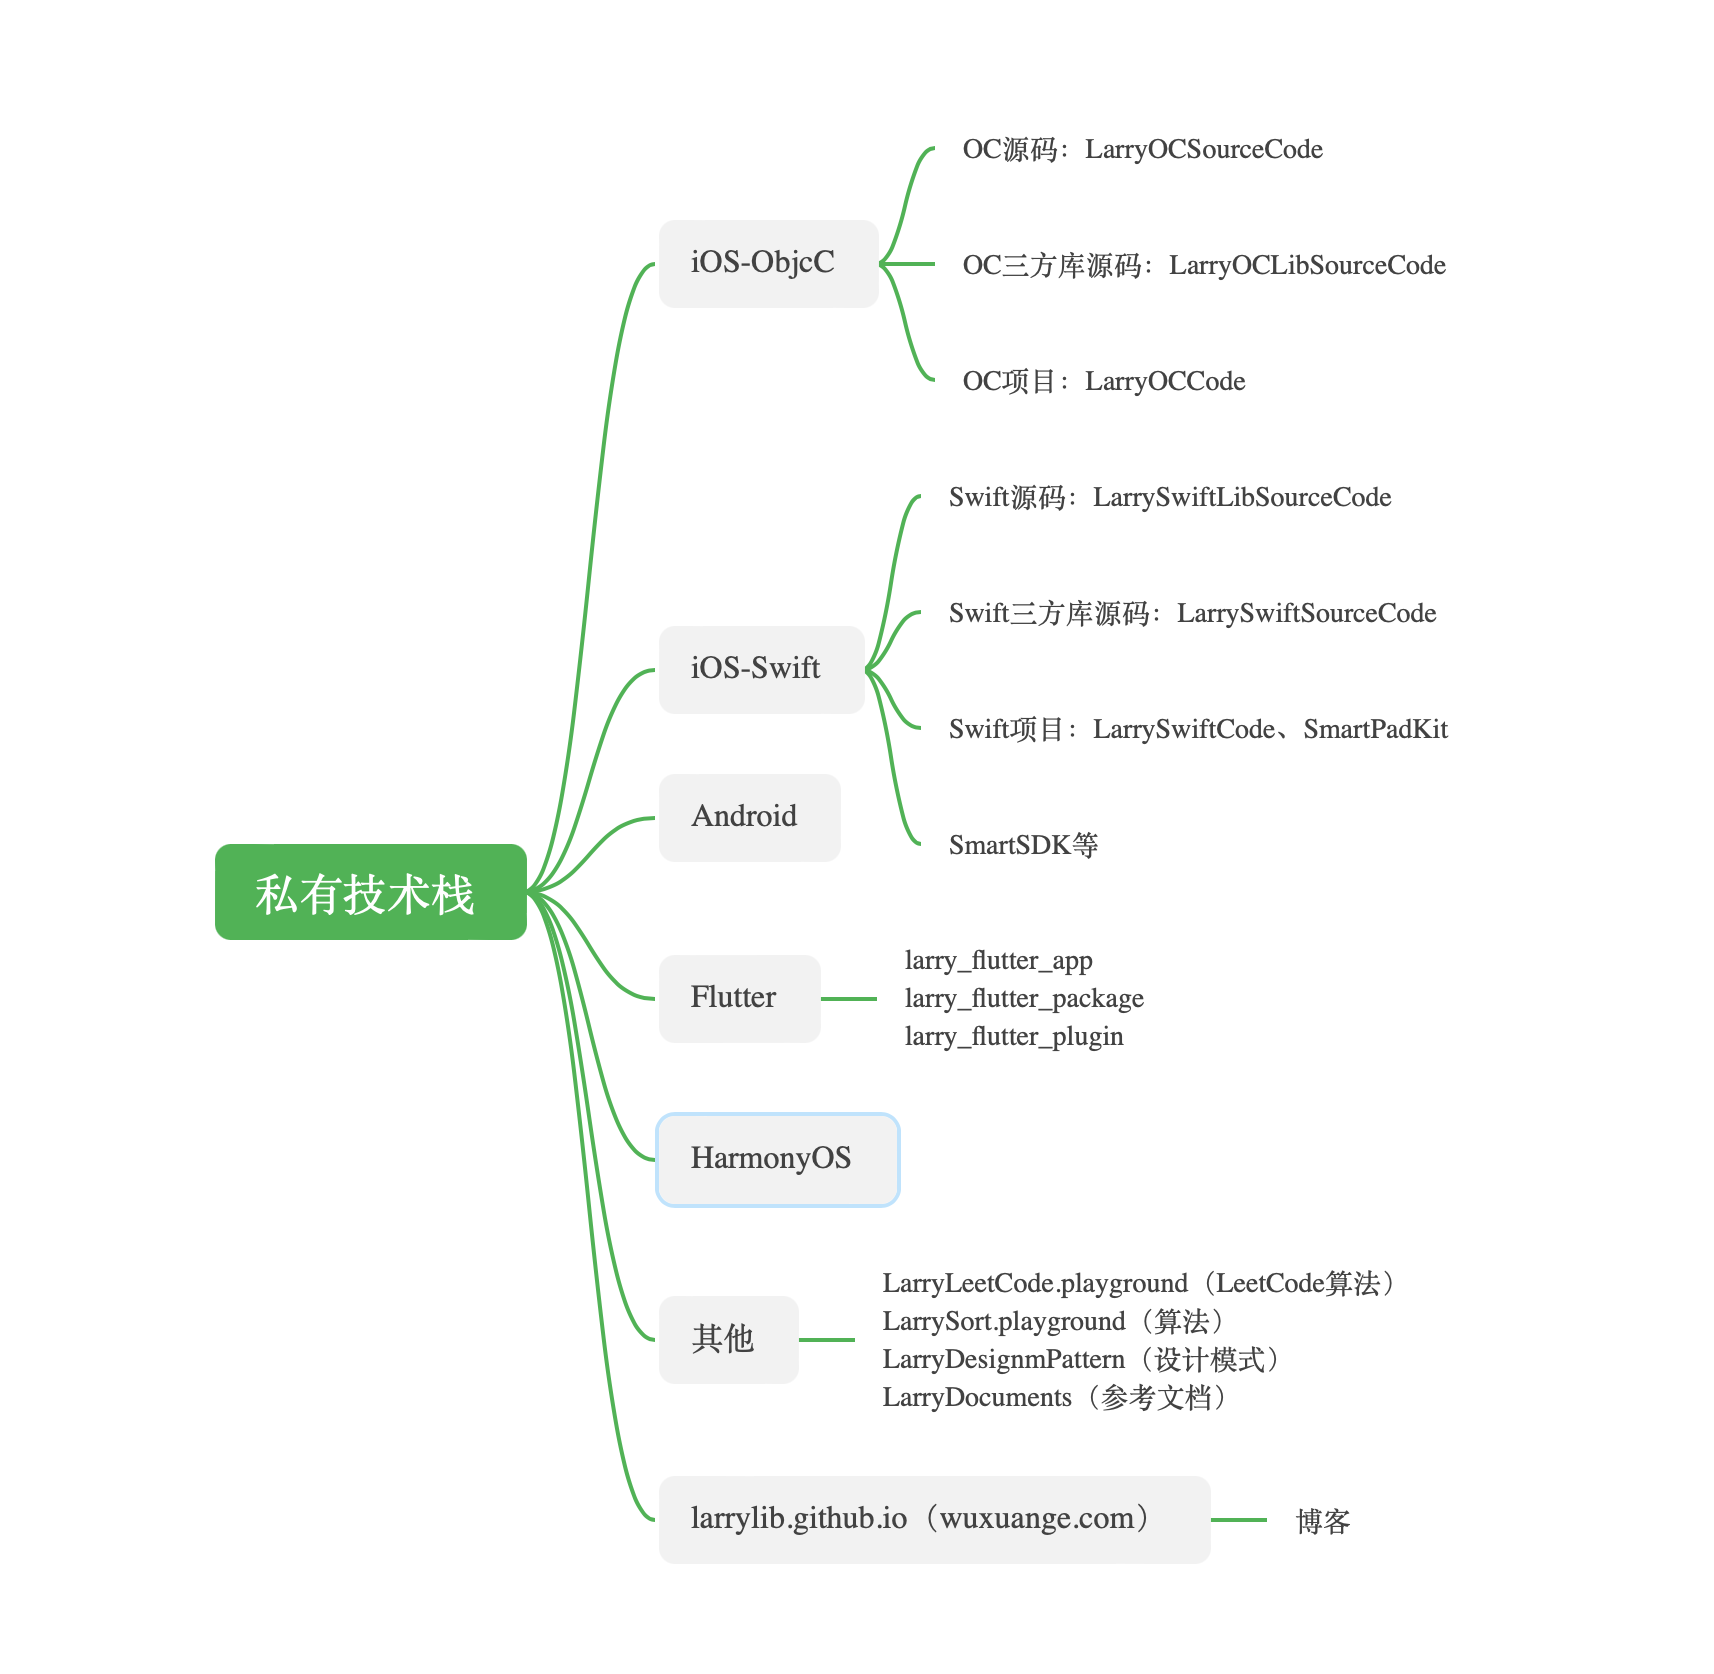 私有技术栈
iOS-ObjcC
OC源码：LarryOCSourceCode
OC三方库源码：LarryOCLibSourceCode
OC项目：LarryOCCode
iOS-Swift
Swift源码：LarrySwiftLibSourceCode
Swift三方库源码：LarrySwiftSourceCode
Swift项目：LarrySwiftCode、SmartPadKit
SmartSDK等
Android
Flutter
larry_flutter_app
larry_flutter_package
larry_flutter_plugin
HarmonyOS
其他
LarryLeetCode.playground（LeetCode算法）
LarrySort.playground（算法）
LarryDesignmPattern（设计模式）
LarryDocuments（参考文档）
larrylib.github.io（wuxuange.com）
博客